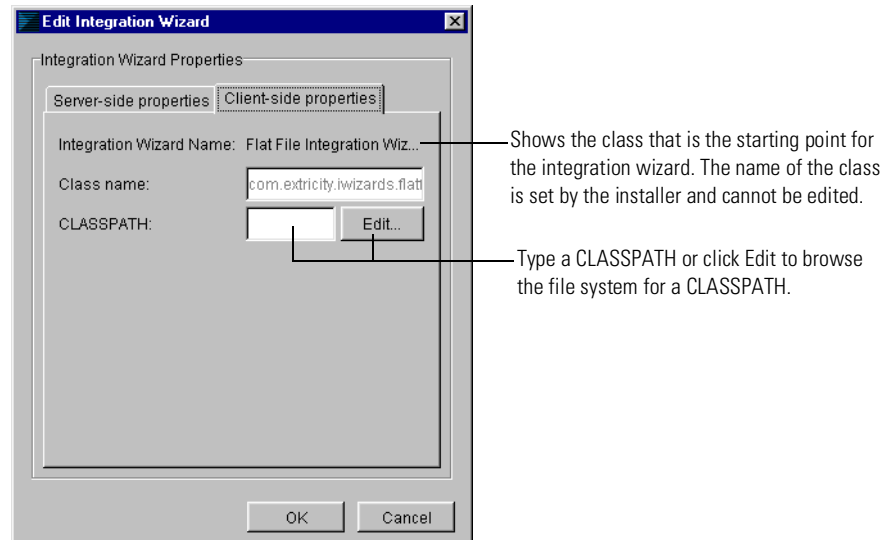 Edit Integration Wizard
Integration Wizard Properties
Server-side properties Client-side properties
Integration Wizard Name: Flat File Integration Wiz...
Shows the class that is the starting point for
the integration wizard. The name of the class
is set by the installer and cannot be edited.
Class name: com.extricity.iwizards.flatf
CLASSPATH: Edit...
Type a CLASSPATH or click Edit to browse
the file system for a CLASSPATH.
OK Cancel